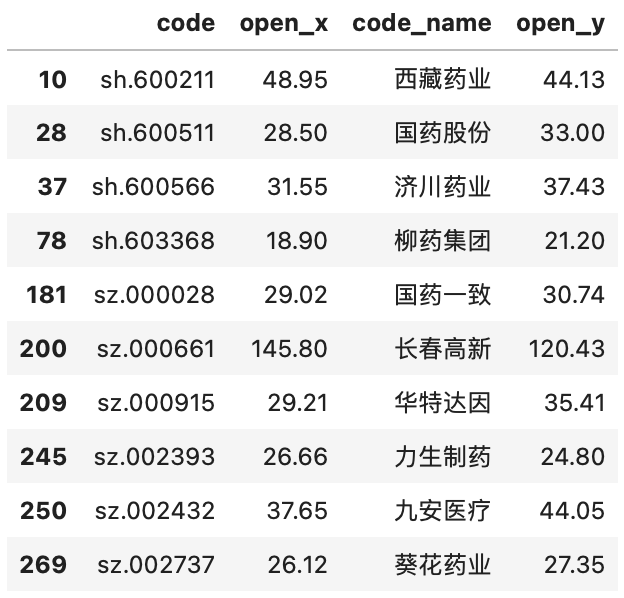 code open_x code_name open_y
10 sh.600211 48.95 西藏药业 44.13
28 sh.600511 28.50 国药股份 33.00
37 sh.600566 31.55 济川药业 37.43
78 sh.603368 18.90 柳药集团 21.20
181 sz.000028 29.02 国药一致 30.74
200 sz.000661 145.80 长春高新 120.43
209 sz.000915 29.21 华特达因 35.41
245 sz.002393 26.66 力生制药 24.80
250 sz.002432 37.65 九安医疗 44.05
269 sz.002737 26.12 葵花药业 27.35